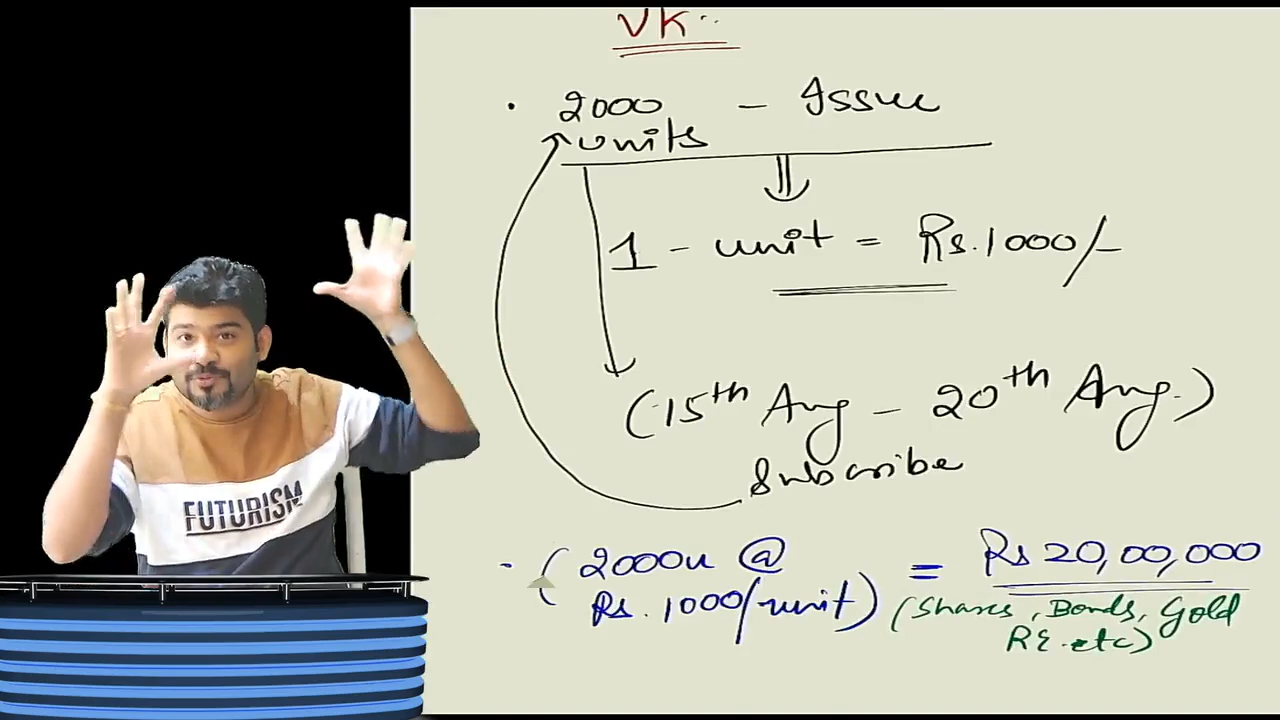 VK
FUTURISM
• 2000 - Issue
units
1 - unit = Rs.1000/-
(15th Aug - 20th Aug.)
Subscribe
• (2000u @ = Rs 20,00,000
Rs. 1000/unit) (Shares, Bonds, Gold
RE. etc)